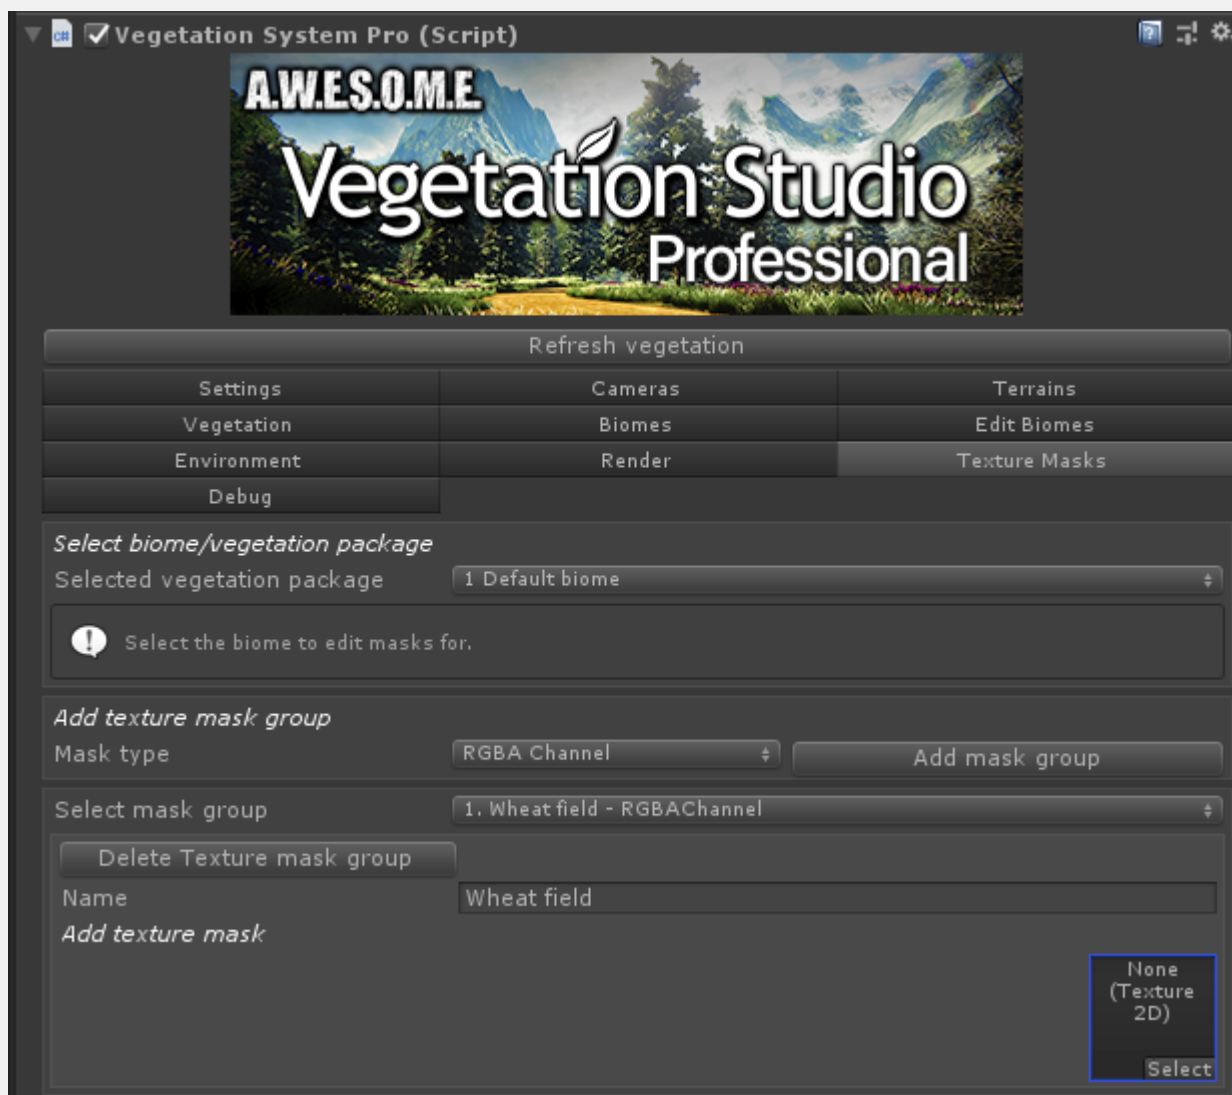 Vegetation System Pro (Script)
A.W.E.S.O.M.E.
Vegetation Studio
Professional
Refresh vegetation
Settings Cameras Terrains
Vegetation Biomes Edit Biomes
Environment Render Texture Masks
Debug
Select biome/vegetation package
Selected vegetation package 1 Default biome
Select the biome to edit masks for.
Add texture mask group
Mask type RGBA Channel Add mask group
Select mask group 1. Wheat field - RGBAChannel
Delete Texture mask group
Name Wheat field
Add texture mask
None
(Texture
2D)
Select